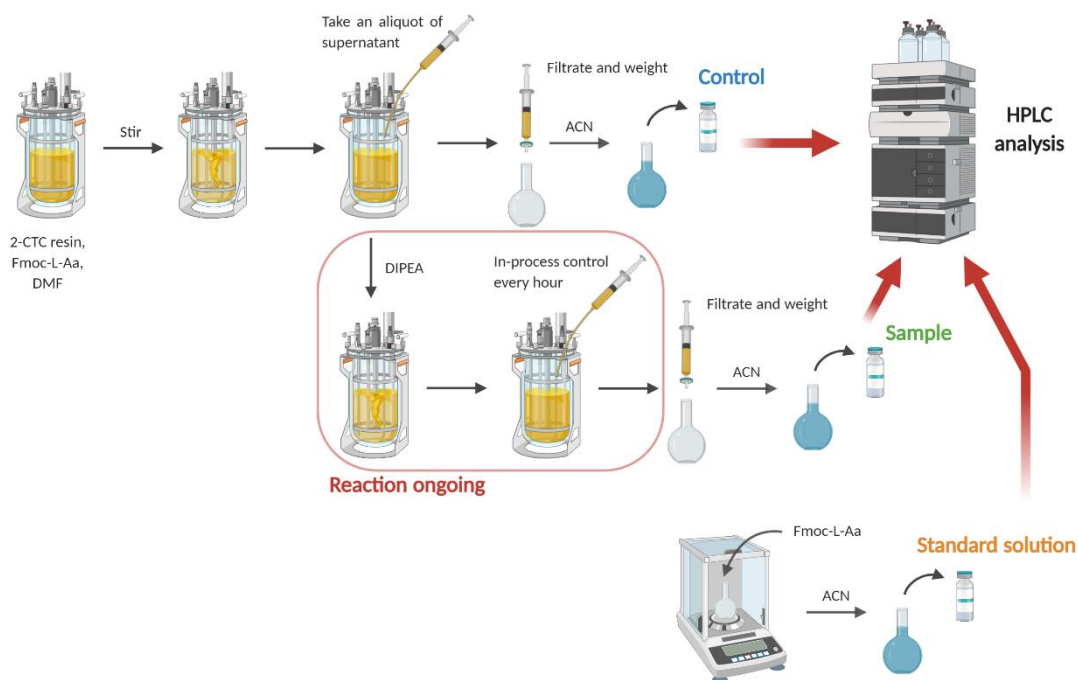 Take an aliquot of
supernatant
Filtrate and weight
Control
Stir
ACN
HPLC
analysis
2-CTC resin,
Fmoc-L-Aa,
DMF
DIPEA
In-process control
every hour
Filtrate and weight
Sample
ACN
Reaction ongoing
Fmoc-L-Aa
Standard solution
ACN